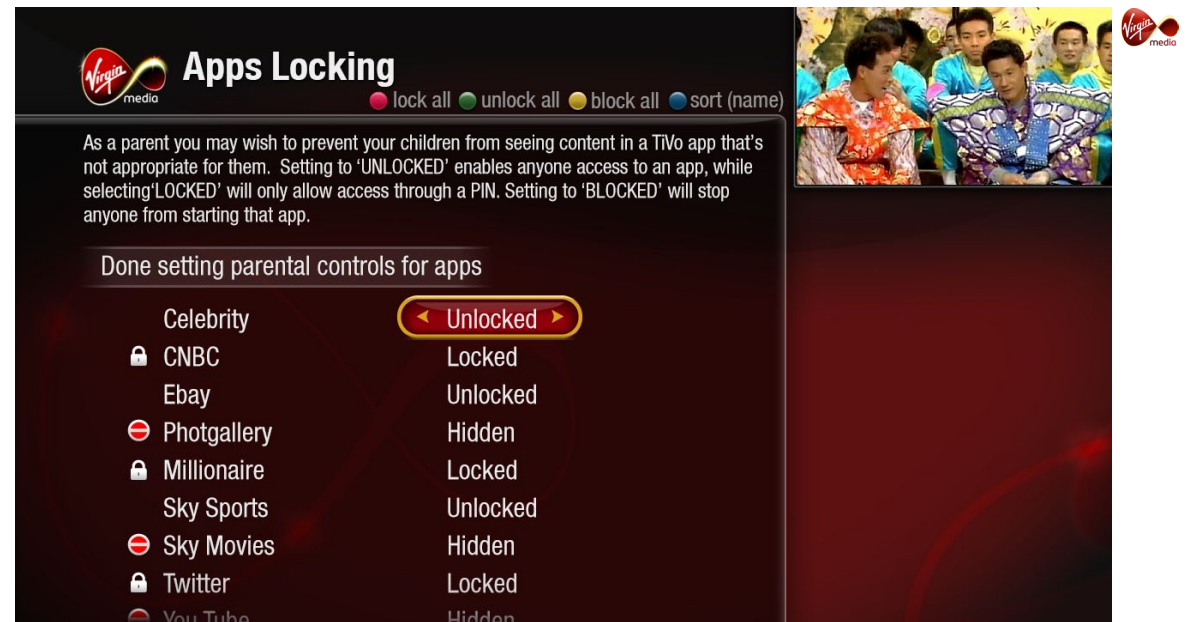 Virgin
media
Apps Locking
lock all unlock all block all sort (name)
As a parent you may wish to prevent your children from seeing content in a TiVo app that's
not appropriate for them. Setting to 'UNLOCKED' enables anyone access to an app, while
selecting'LOCKED' will only allow access through a PIN. Setting to 'BLOCKED' will stop
anyone from starting that app.
Done setting parental controls for apps
Celebrity Unlocked
CNBC Locked
Ebay Unlocked
Photgallery Hidden
Millionaire Locked
Sky Sports Unlocked
Sky Movies Hidden
Twitter Locked
You Tube Hidden
Virgin
media